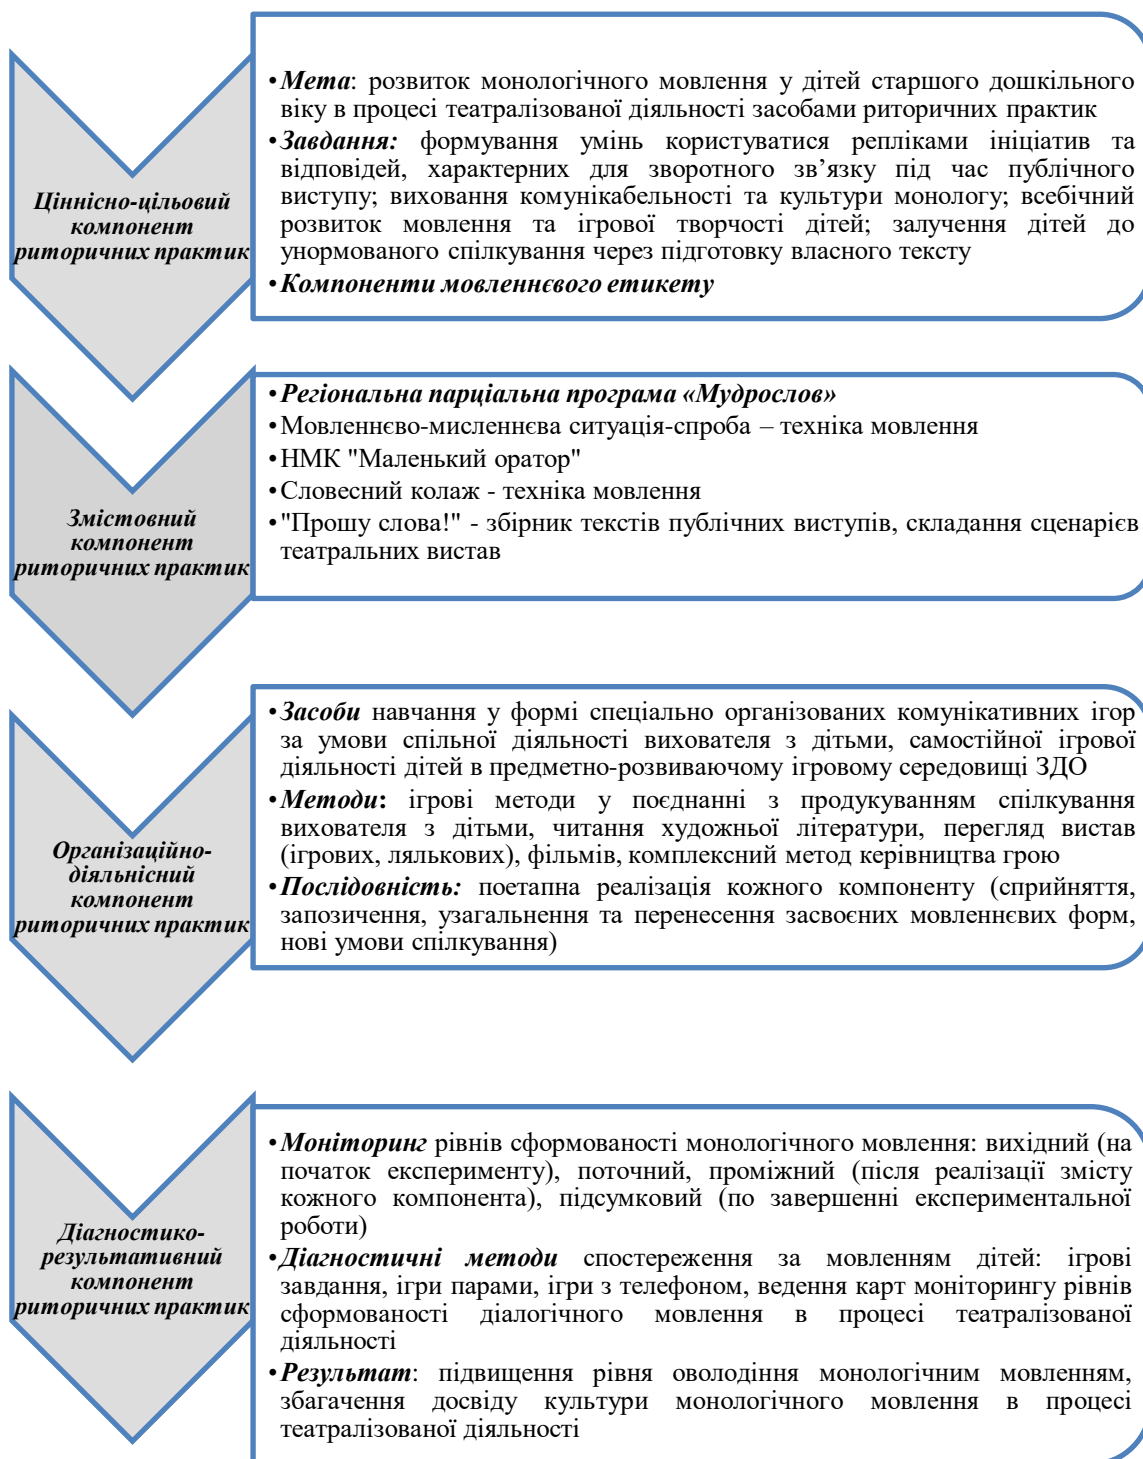 Ціннісно-цільовий
компонент
риторичних практик
•Мета: розвиток монологічного мовлення у дітей старшого дошкільного
віку в процесі театралізованої діяльності засобами риторичних практик
•Завдання: формування умінь користуватися репліками ініціатив та
відповідей, характерних для зворотного зв’язку під час публічного
виступу; виховання комунікабельності та культури монологу; всебічний
розвиток мовлення та ігрової творчості дітей; залучення дітей до
унормованого спілкування через підготовку власного тексту
•Компоненти мовленнєвого етикету
Змістовний
компонент
риторичних практик
•Регіональна парціальна програма «Мудрослов»
•Мовленнєво-мисленнєва ситуація-спроба – техніка мовлення
•НМК "Маленький оратор"
•Словесний колаж - техніка мовлення
•"Прошу слова!" - збірник текстів публічних виступів, складання сценаріїв
театральних вистав
Організаційно-
діяльнісний
компонент
риторичних практик
•Засоби навчання у формі спеціально організованих комунікативних ігор
за умови спільної діяльності вихователя з дітьми, самостійної ігрової
діяльності дітей в предметно-розвиваючому ігровому середовищі ЗДО
•Методи: ігрові методи у поєднанні з продукуванням спілкування
вихователя з дітьми, читання художньої літератури, перегляд вистав
(ігрових, лялькових), фільмів, комплексний метод керівництва грою
•Послідовність: поетапна реалізація кожного компоненту (сприйняття,
запозичення, узагальнення та перенесення засвоєних мовленнєвих форм,
нові умови спілкування)
Діагностико-
результативний
компонент
риторичних практик
•Моніторинг рівнів сформованості монологічного мовлення: вихідний (на
початок експерименту), поточний, проміжний (після реалізації змісту
кожного компонента), підсумковий (по завершенні експериментальної
роботи)
•Діагностичні методи спостереження за мовленням дітей: ігрові
завдання, ігри парами, ігри з телефоном, ведення карт моніторингу рівнів
сформованості діалогічного мовлення в процесі театралізованої
діяльності
•Результат: підвищення рівня оволодіння монологічним мовленням,
збагачення досвіду культури монологічного мовлення в процесі
театралізованої діяльності